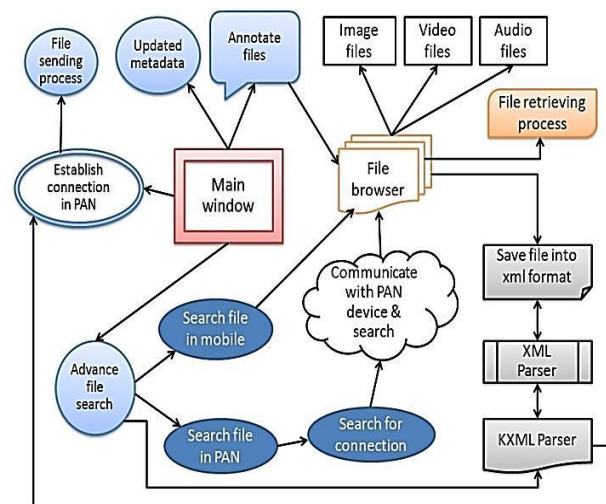 File
sending
process
Updated
metadata
Annotate
files
Image
files
Video
files
Audio
files
File retrieving
process
Establish
connection
in PAN
Main
window
File
browser
Save file into
xml format
Communicate
with PAN
device &
search
Search file
in mobile
XML
Parser
Advance
file
search
Search file
in PAN
Search for
connection
KXML Parser